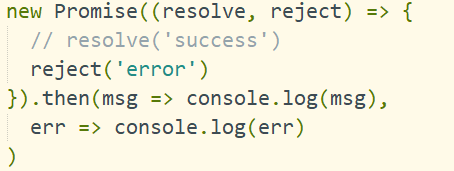 new Promise((resolve, reject) => {
  // resolve('success')
  reject('error')
}).then(msg => console.log(msg),
  err => console.log(err)
)